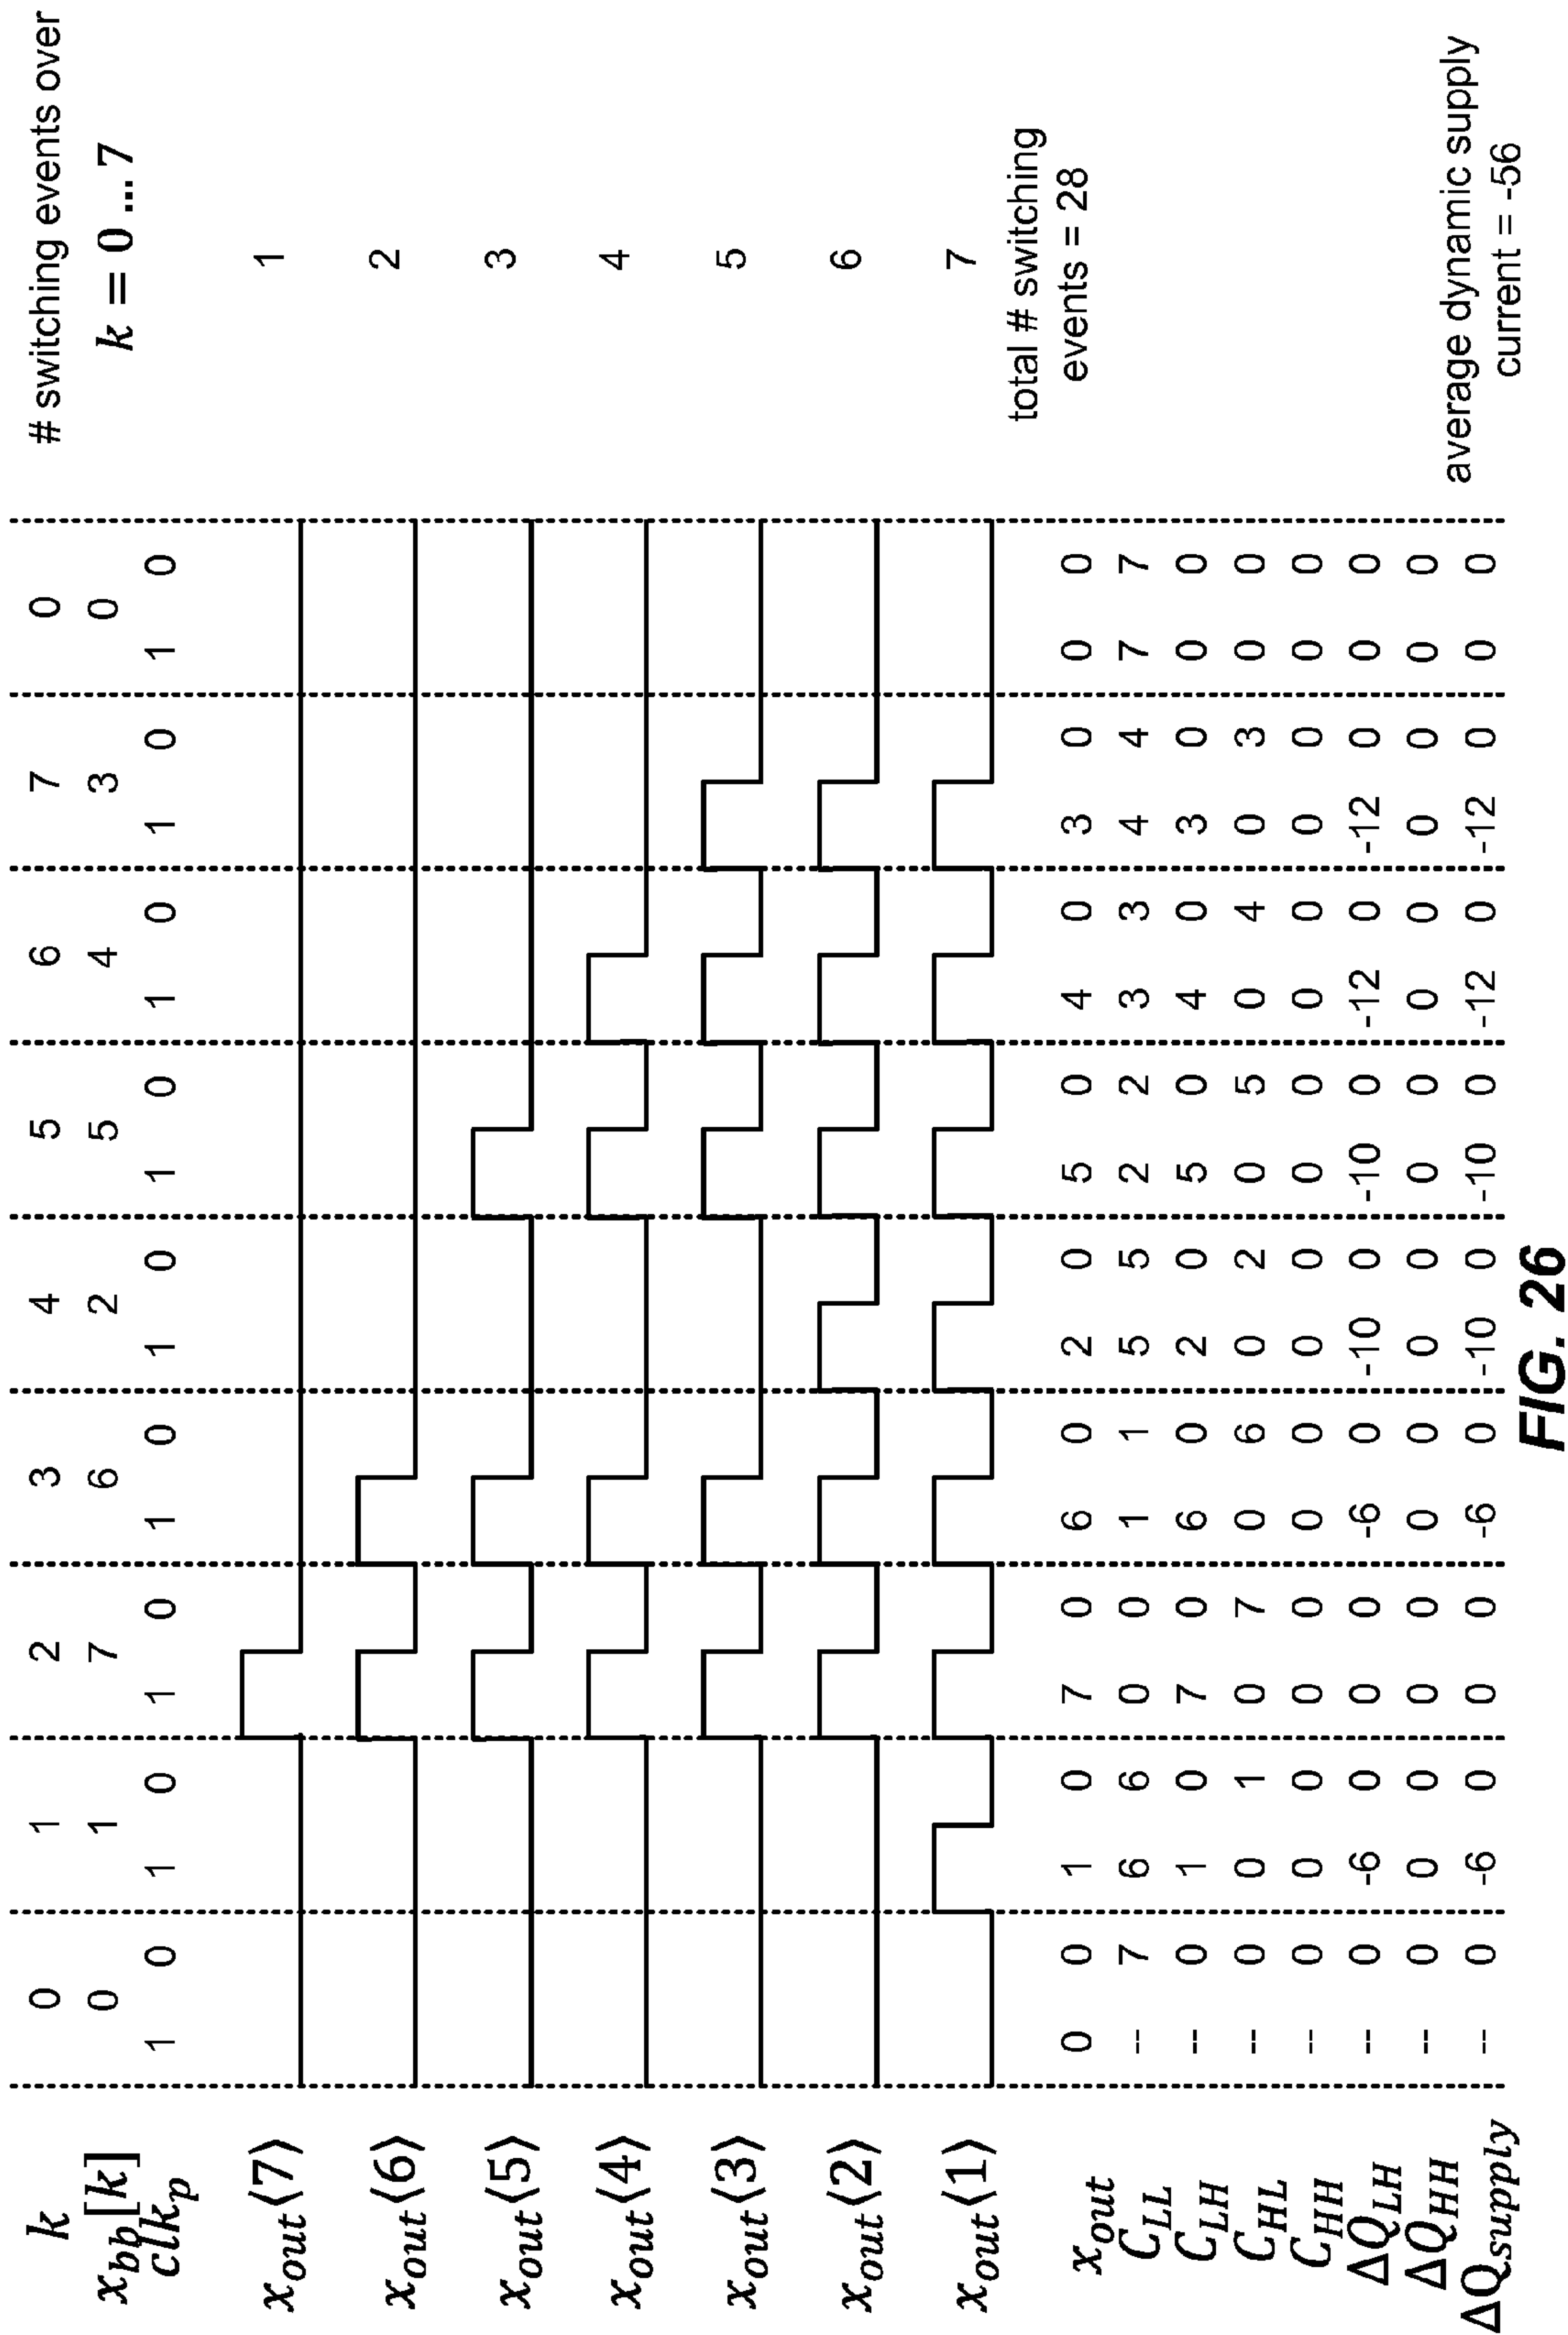 k 0 1 2 3 4 5 6 7 0 # switching events over
x_bb[k] 0 1 7 6 2 5 4 3 0 k = 0 ... 7
clk_p 1 0 1 0 1 0 1 0 1 0 1 0 1 0 1 0 1 0
x_out⟨7⟩ 1
x_out⟨6⟩ 2
x_out⟨5⟩ 3
x_out⟨4⟩ 4
x_out⟨3⟩ 5
x_out⟨2⟩ 6
x_out⟨1⟩ 7
total # switching
events = 28
x_out 0 0 1 0 7 0 6 0 2 0 5 0 4 0 3 0 0 0
C_LL -- 7 6 6 0 0 1 1 5 5 2 2 3 3 4 4 7 7
C_LH -- 0 1 0 7 0 6 0 2 0 5 0 4 0 3 0 0 0
C_HL -- 0 0 1 0 7 0 6 0 2 0 5 0 4 0 3 0 0
C_HH -- 0 0 0 0 0 0 0 0 0 0 0 0 0 0 0 0 0
ΔQ_LH -- 0 -6 0 0 0 -6 0 -10 0 -10 0 -12 0 -12 0 0 0
ΔQ_HH -- 0 0 0 0 0 0 0 0 0 0 0 0 0 0 0 0 0
ΔQ_supply -- 0 -6 0 0 0 -6 0 -10 0 -10 0 -12 0 -12 0 0 0
average dynamic supply
current = -56
FIG. 26